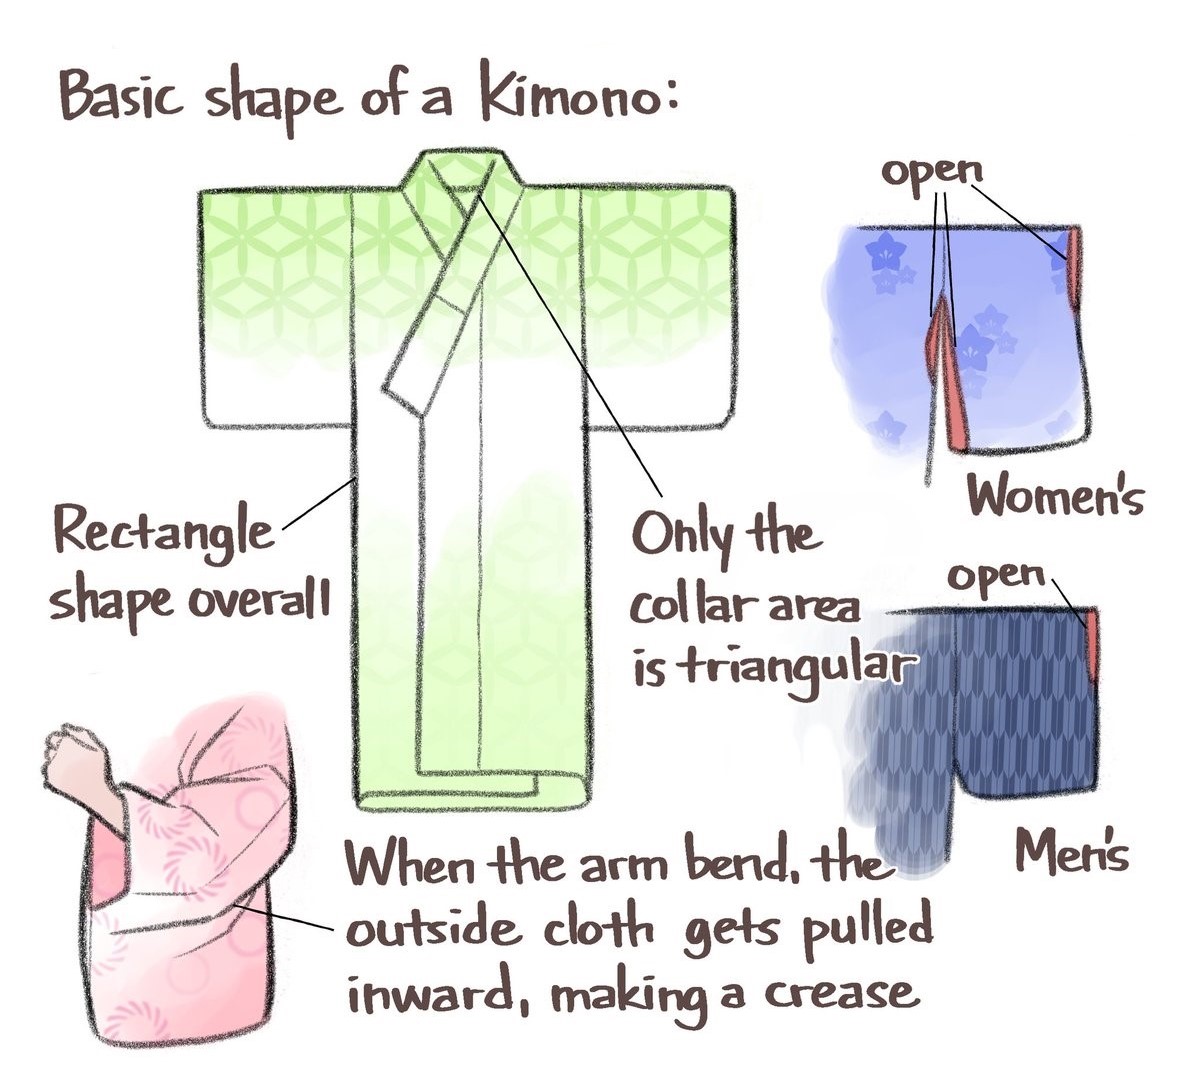 Basic shape of a Kimono:
open
Women's
Rectangle
shape overall
Only the
collar area
is triangular
open
Men's
When the arm bend, the
outside cloth gets pulled
inward, making a crease